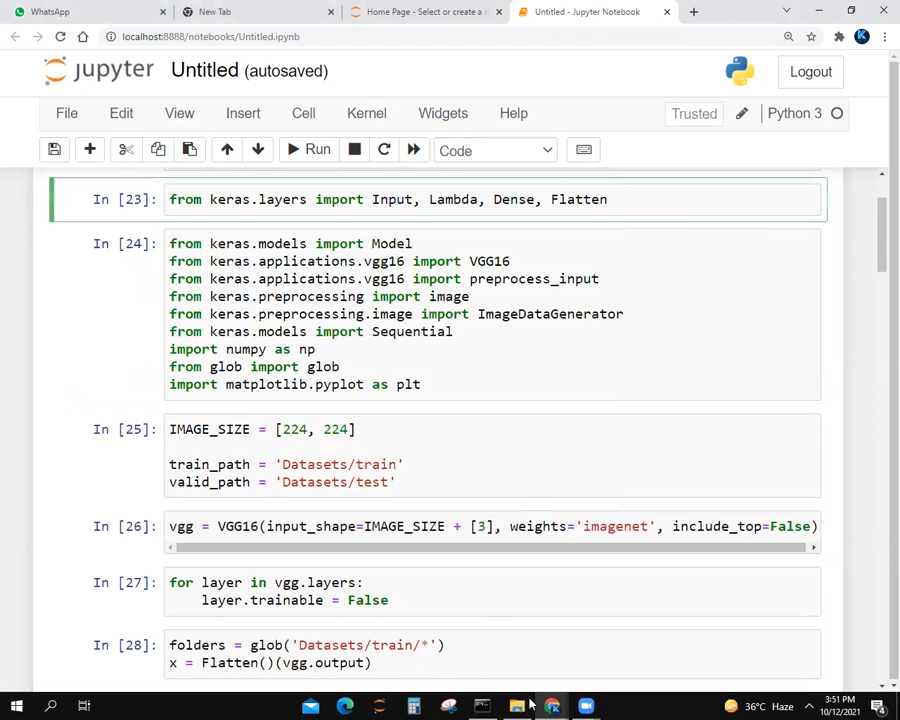 WhatsApp
New Tab
Home Page - Select or create a n
Untitled - Jupyter Notebook
localhost:8888/notebooks/Untitled.ipynb
jupyter Untitled (autosaved)
Logout
File Edit View Insert Cell Kernel Widgets Help
Trusted
Python 3
Run
Code
In [23]: from keras.layers import Input, Lambda, Dense, Flatten
In [24]: from keras.models import Model
from keras.applications.vgg16 import VGG16
from keras.applications.vgg16 import preprocess_input
from keras.preprocessing import image
from keras.preprocessing.image import ImageDataGenerator
from keras.models import Sequential
import numpy as np
from glob import glob
import matplotlib.pyplot as plt
In [25]: IMAGE_SIZE = [224, 224]
train_path = 'Datasets/train'
valid_path = 'Datasets/test'
In [26]: vgg = VGG16(input_shape=IMAGE_SIZE + [3], weights='imagenet', include_top=False)
In [27]: for layer in vgg.layers:
layer.trainable = False
In [28]: folders = glob('Datasets/train/*')
x = Flatten()(vgg.output)
36°C Haze
3:51 PM
10/12/2021
4